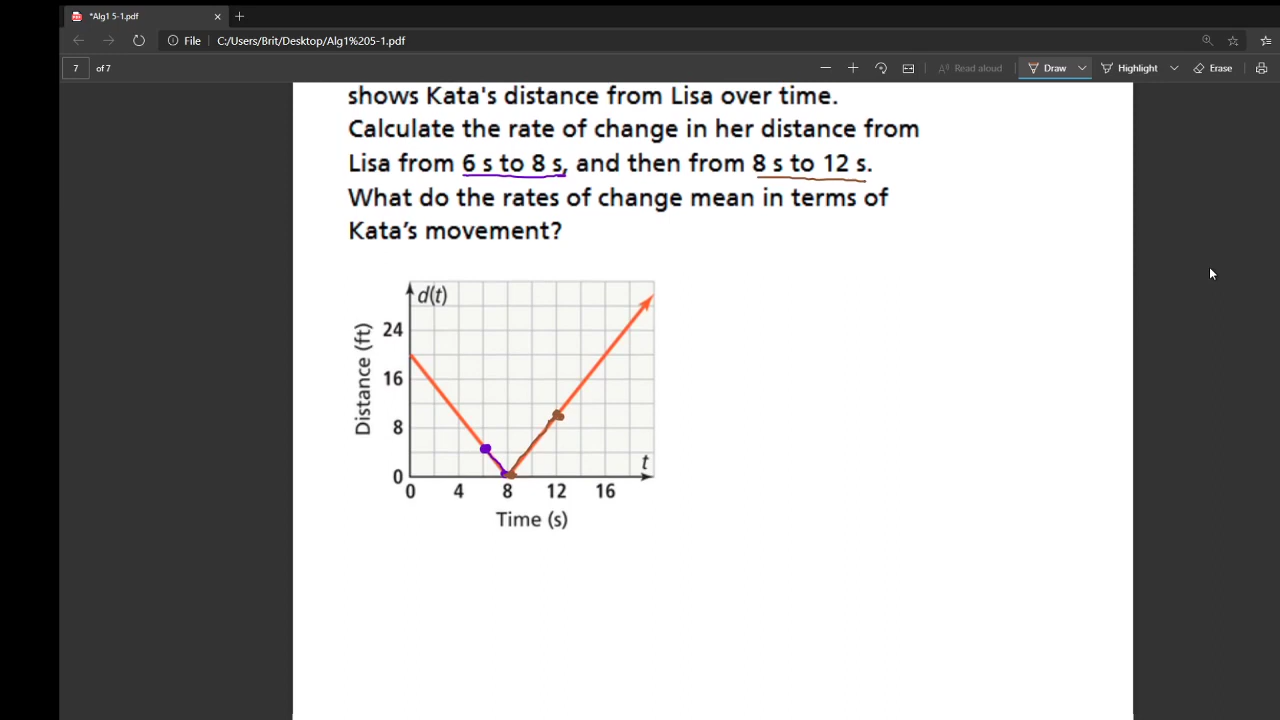 *Alg1 5-1.pdf
File C:/Users/Brit/Desktop/Alg1%205-1.pdf
7 of 7 Read aloud Draw Highlight Erase
shows Kata's distance from Lisa over time.
Calculate the rate of change in her distance from
Lisa from 6 s to 8 s, and then from 8 s to 12 s.
What do the rates of change mean in terms of
Kata's movement?
d(t)
24
16
8
0
Distance (ft)
t
0 4 8 12 16
Time (s)